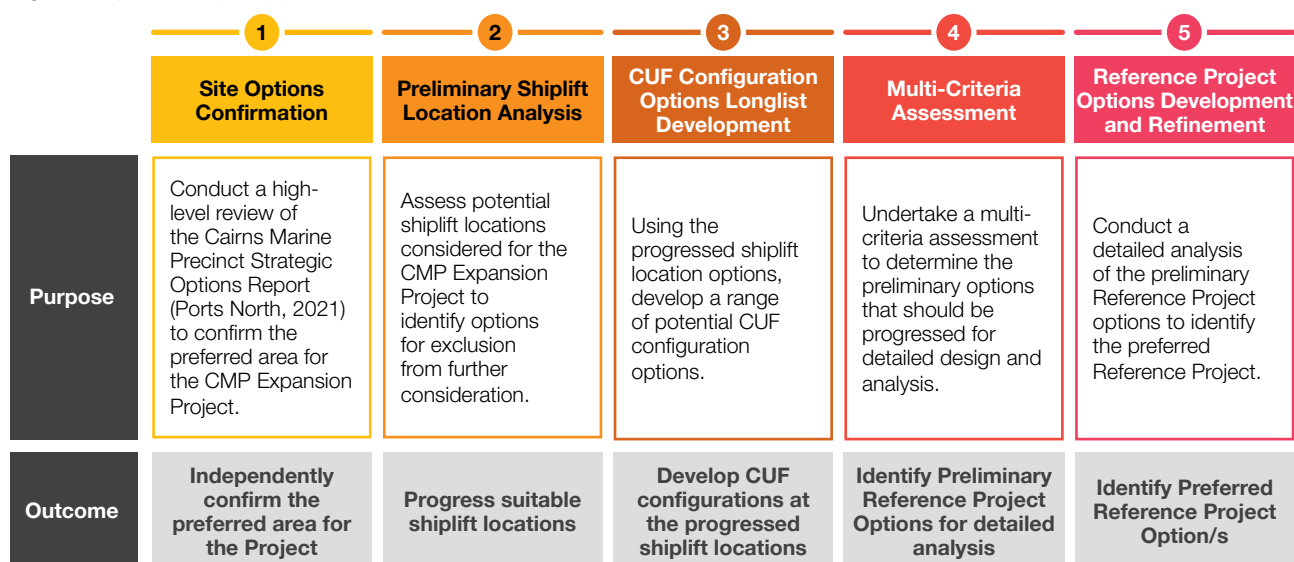 1
2
3
4
5
Site Options
Confirmation
Preliminary Shiplift
Location Analysis
CUF Configuration
Options Longlist
Development
Multi-Criteria
Assessment
Reference Project
Options Development
and Refinement
Purpose
Conduct a high-
level review of
the Cairns Marine
Precinct Strategic
Options Report
(Ports North, 2021)
to confirm the
preferred area for
the CMP Expansion
Project.
Assess potential
shiplift locations
considered for the
CMP Expansion
Project to
identify options
for exclusion
from further
consideration.
Using the
progressed shiplift
location options,
develop a range
of potential CUF
configuration
options.
Undertake a multi-
criteria assessment
to determine the
preliminary options
that should be
progressed for
detailed design and
analysis.
Conduct a
detailed analysis
of the preliminary
Reference Project
options to identify
the preferred
Reference Project.
Outcome
Independently
confirm the
preferred area for
the Project
Progress suitable
shiplift locations
Develop CUF
configurations at
the progressed
shiplift locations
Identify Preliminary
Reference Project
Options for detailed
analysis
Identify Preferred
Reference Project
Option/s